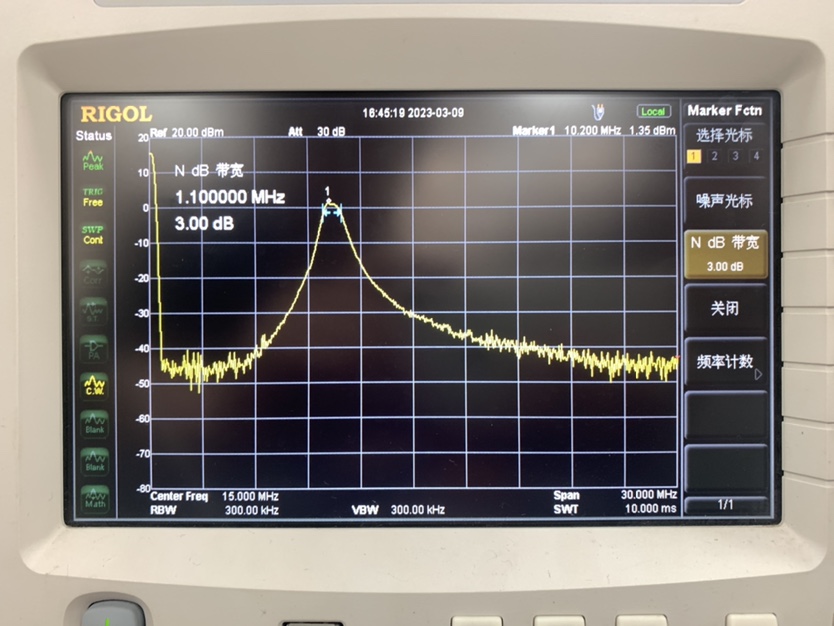 RIGOL
16:45:19 2023-03-09
Local
Marker Fctn
Status
Ref 20.00 dBm
Att 30 dB
Marker1 10.200 MHz 1.35 dBm
选择光标
1 2 3 4
噪声光标
N dB 带宽
3.00 dB
关闭
频率计数
1/1
N dB 带宽
1.100000 MHz
3.00 dB
1
20
10
0
-10
-20
-30
-40
-50
-60
-70
-80
Peak
TRIG
Free
SWP
Cont
Corr
PA
C.W.
Blank
Blank
Math
Center Freq 15.000 MHz
Span 30.000 MHz
RBW 300.00 kHz
VBW 300.00 kHz
SWT 10.000 ms